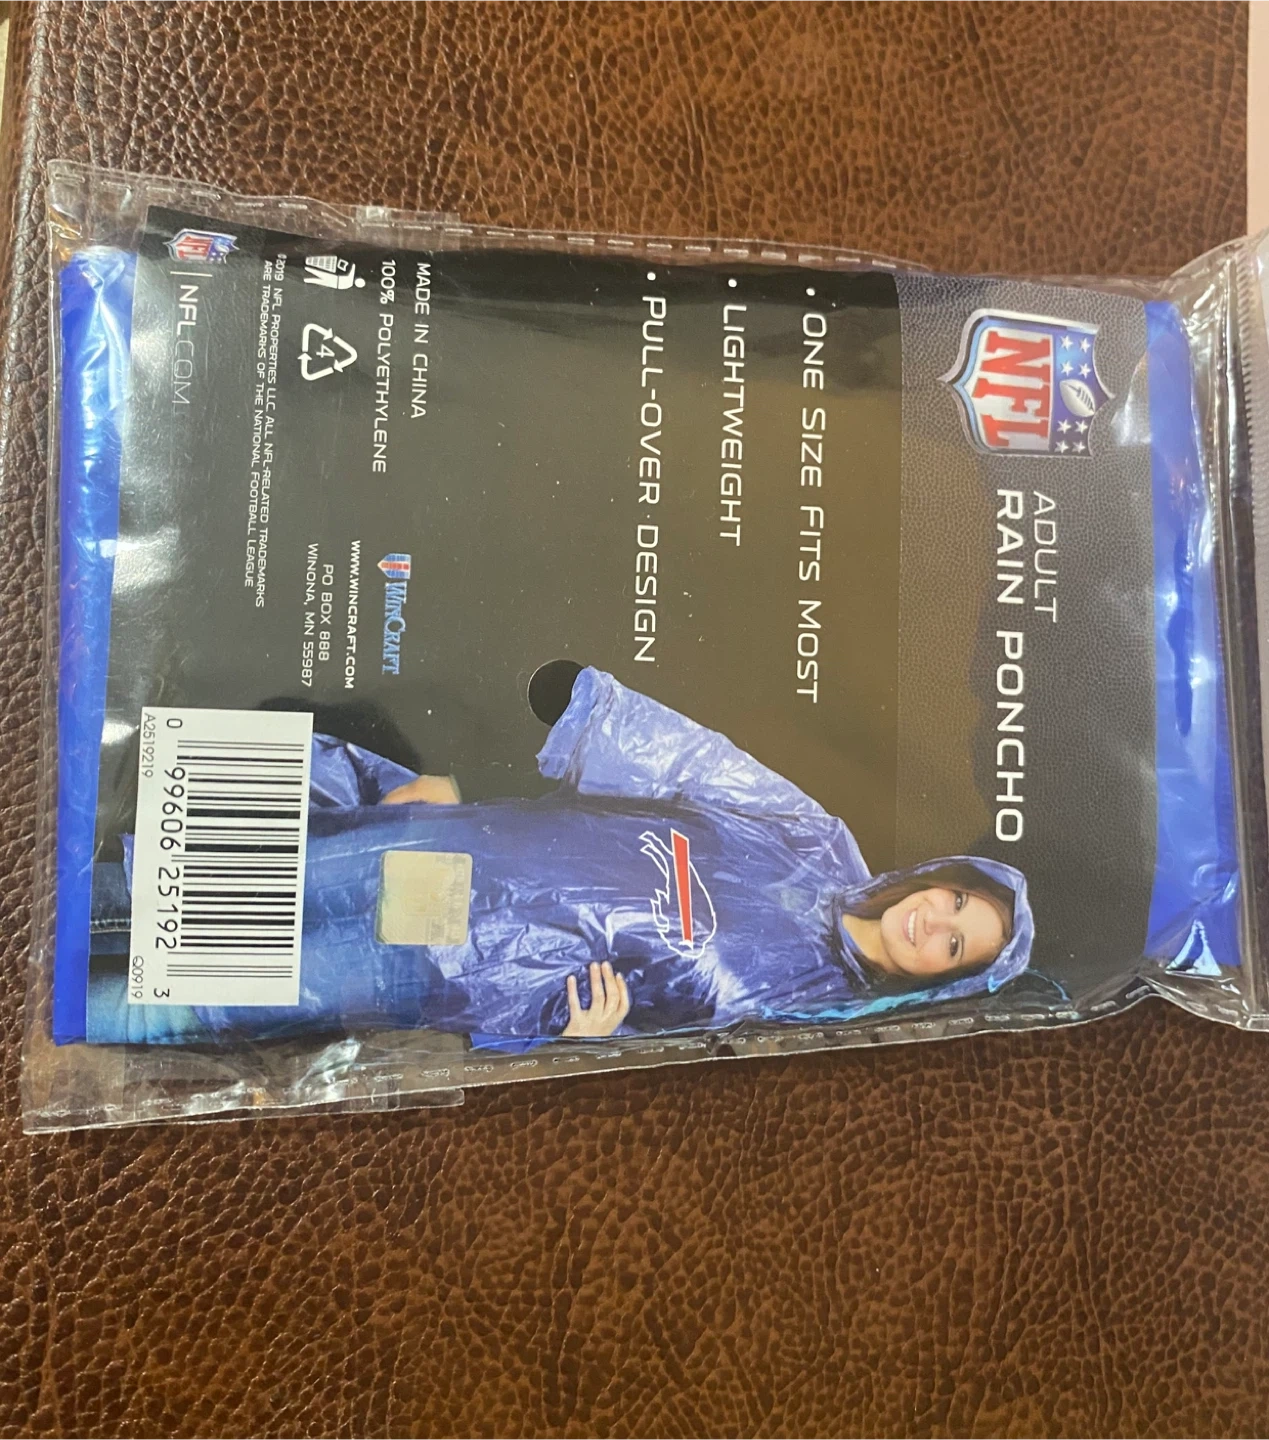 NFL
ADULT
RAIN PONCHO
• ONE SIZE FITS MOST
• LIGHTWEIGHT
• PULL-OVER DESIGN
MADE IN CHINA
100% POLYETHYLENE
4
WINCRAFT
WWW.WINCRAFT.COM
PO BOX 888
WINONA, MN 55987
©2019 NFL PROPERTIES LLC. ALL NFL-RELATED TRADEMARKS
ARE TRADEMARKS OF THE NATIONAL FOOTBALL LEAGUE
NFL | NFL.COM
0 99606 25192 3
A2519219 Q0919